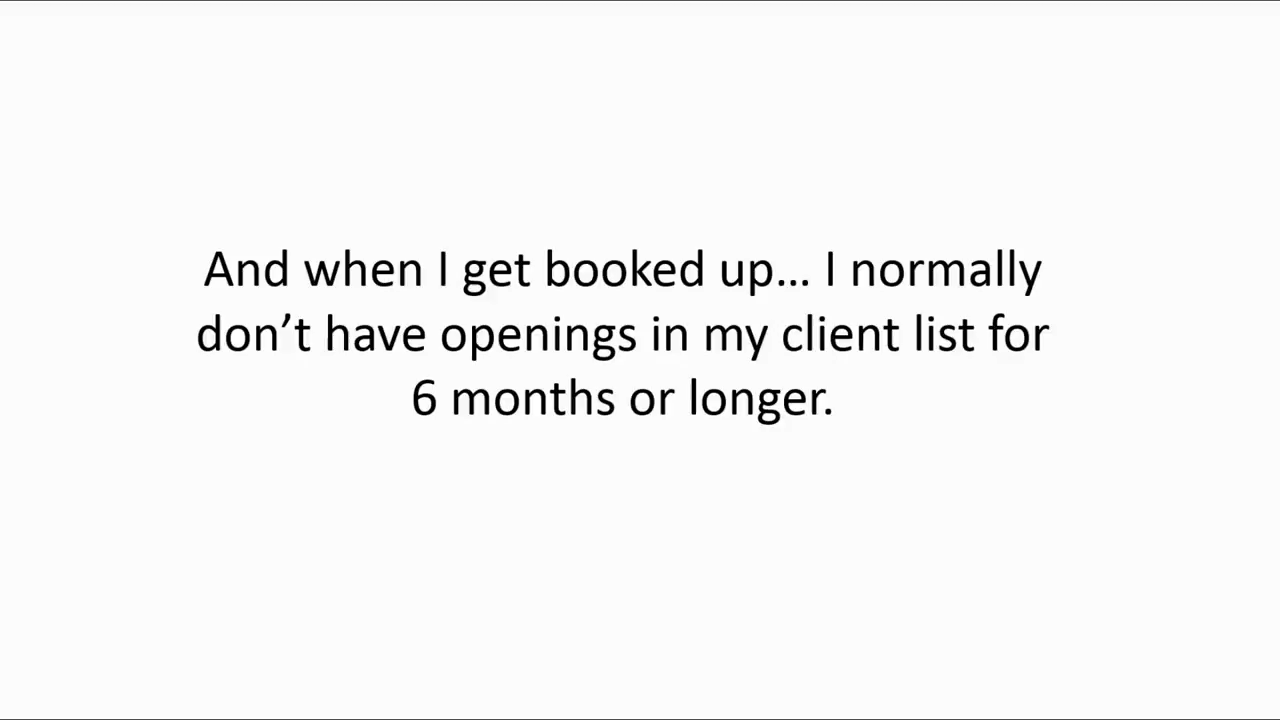 And when I get booked up… I normally
don’t have openings in my client list for
6 months or longer.